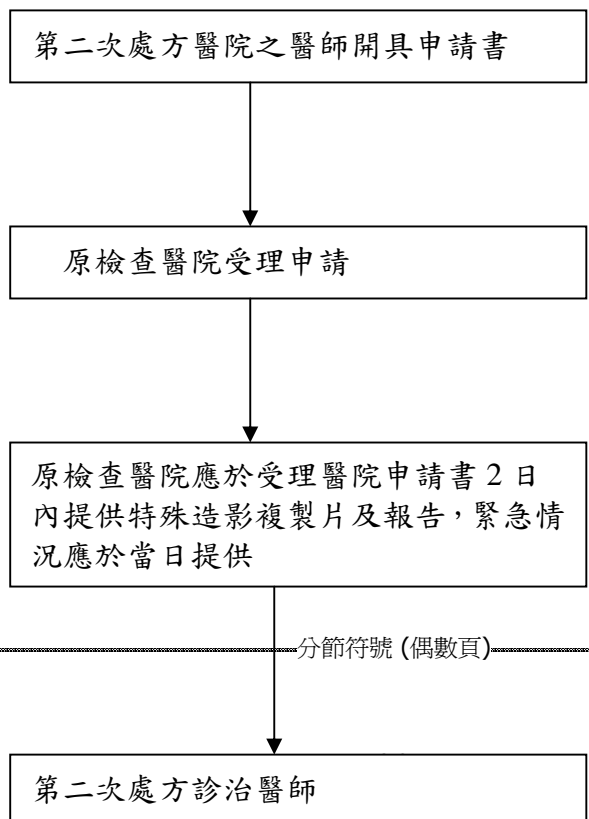 第二次處方醫院之醫師開具申請書
原檢查醫院受理申請
原檢查醫院應於受理醫院申請書 2 日
內提供特殊造影複製片及報告，緊急情
況應於當日提供
分節符號 (偶數頁)
第二次處方診治醫師